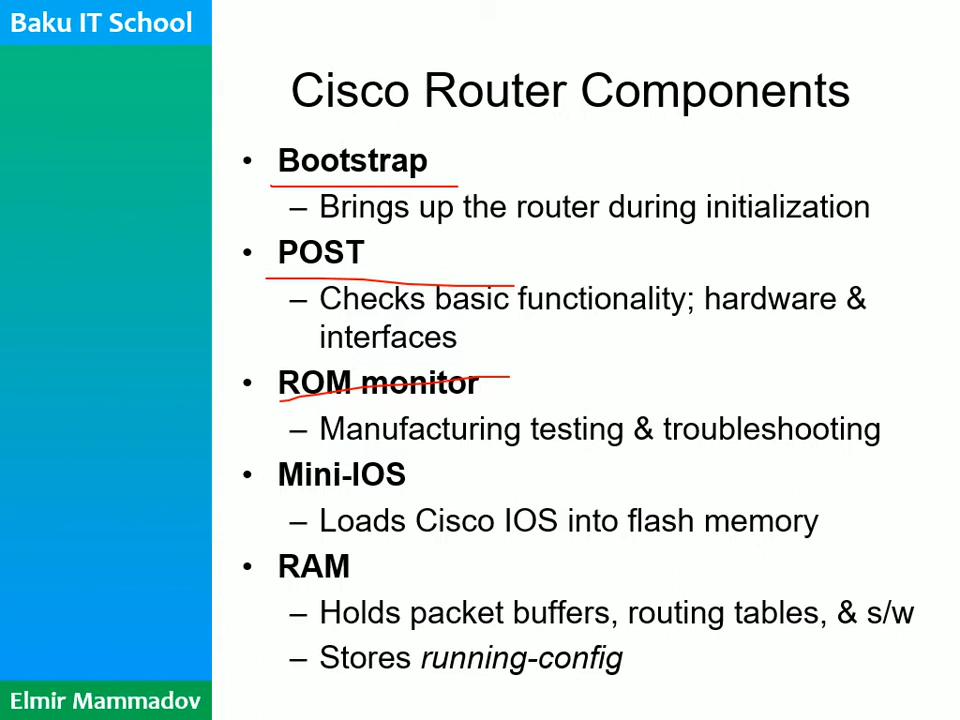 Baku IT School
Cisco Router Components
• Bootstrap
– Brings up the router during initialization
• POST
– Checks basic functionality; hardware &
interfaces
• ROM monitor
– Manufacturing testing & troubleshooting
• Mini-IOS
– Loads Cisco IOS into flash memory
• RAM
– Holds packet buffers, routing tables, & s/w
– Stores running-config
Elmir Mammadov